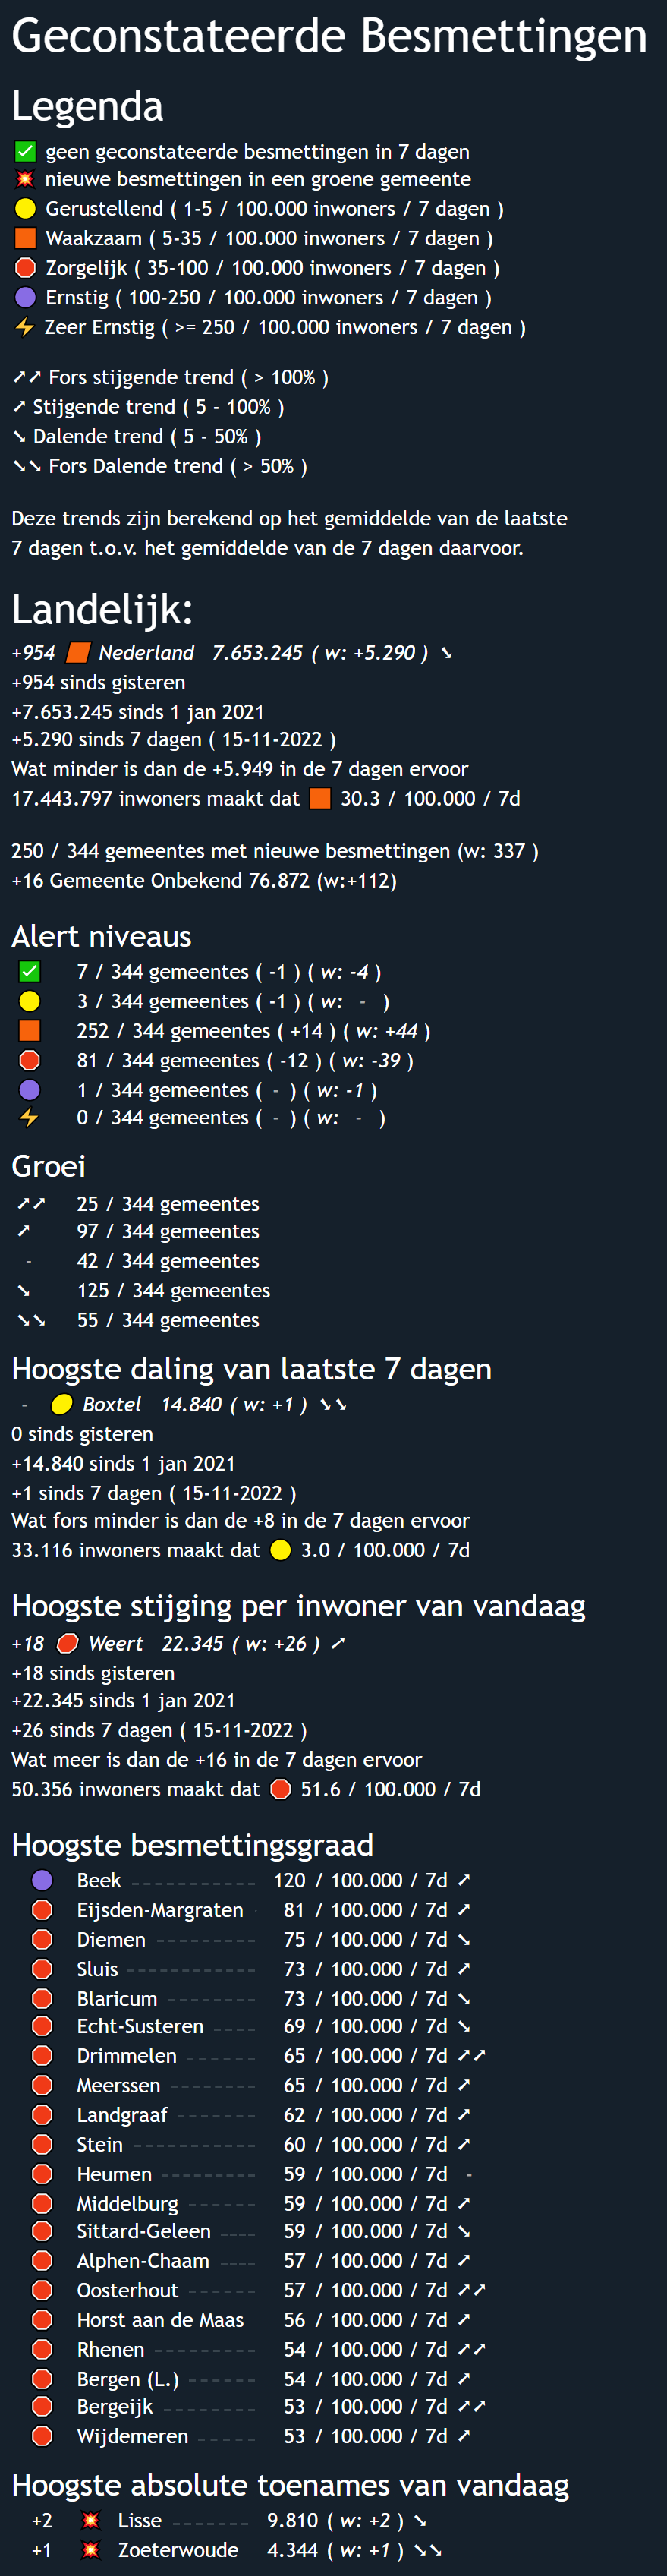 Geconstateerde Besmettingen
Legenda
✅ geen geconstateerde besmettingen in 7 dagen
💥 nieuwe besmettingen in een groene gemeente
🟡 Gerustellend ( 1-5 / 100.000 inwoners / 7 dagen )
🟧 Waakzaam ( 5-35 / 100.000 inwoners / 7 dagen )
🛑 Zorgelijk ( 35-100 / 100.000 inwoners / 7 dagen )
🟣 Ernstig ( 100-250 / 100.000 inwoners / 7 dagen )
⚡ Zeer Ernstig ( >= 250 / 100.000 inwoners / 7 dagen )
➚➚ Fors stijgende trend ( > 100% )
➚ Stijgende trend ( 5 - 100% )
➘ Dalende trend ( 5 - 50% )
➘➘ Fors Dalende trend ( > 50% )
Deze trends zijn berekend op het gemiddelde van de laatste
7 dagen t.o.v. het gemiddelde van de 7 dagen daarvoor.
Landelijk:
+954 🟧 Nederland 7.653.245 ( w: +5.290 ) ➘
+954 sinds gisteren
+7.653.245 sinds 1 jan 2021
+5.290 sinds 7 dagen ( 15-11-2022 )
Wat minder is dan de +5.949 in de 7 dagen ervoor
17.443.797 inwoners maakt dat 🟧 30.3 / 100.000 / 7d
250 / 344 gemeentes met nieuwe besmettingen (w: 337 )
+16 Gemeente Onbekend 76.872 (w:+112)
Alert niveaus
✅ 7 / 344 gemeentes ( -1 ) ( w: -4 )
🟡 3 / 344 gemeentes ( -1 ) ( w: - )
🟧 252 / 344 gemeentes ( +14 ) ( w: +44 )
🛑 81 / 344 gemeentes ( -12 ) ( w: -39 )
🟣 1 / 344 gemeentes ( - ) ( w: -1 )
⚡ 0 / 344 gemeentes ( - ) ( w: - )
Groei
➚➚ 25 / 344 gemeentes
➚ 97 / 344 gemeentes
- 42 / 344 gemeentes
➘ 125 / 344 gemeentes
➘➘ 55 / 344 gemeentes
Hoogste daling van laatste 7 dagen
- 🟡 Boxtel 14.840 ( w: +1 ) ➘➘
0 sinds gisteren
+14.840 sinds 1 jan 2021
+1 sinds 7 dagen ( 15-11-2022 )
Wat fors minder is dan de +8 in de 7 dagen ervoor
33.116 inwoners maakt dat 🟡 3.0 / 100.000 / 7d
Hoogste stijging per inwoner van vandaag
+18 🛑 Weert 22.345 ( w: +26 ) ➚
+18 sinds gisteren
+22.345 sinds 1 jan 2021
+26 sinds 7 dagen ( 15-11-2022 )
Wat meer is dan de +16 in de 7 dagen ervoor
50.356 inwoners maakt dat 🛑 51.6 / 100.000 / 7d
Hoogste besmettingsgraad
🟣 Beek 120 / 100.000 / 7d ➚
🛑 Eijsden-Margraten 81 / 100.000 / 7d ➚
🛑 Diemen 75 / 100.000 / 7d ➘
🛑 Sluis 73 / 100.000 / 7d ➚
🛑 Blaricum 73 / 100.000 / 7d ➘
🛑 Echt-Susteren 69 / 100.000 / 7d ➘
🛑 Drimmelen 65 / 100.000 / 7d ➚➚
🛑 Meerssen 65 / 100.000 / 7d ➚
🛑 Landgraaf 62 / 100.000 / 7d ➚
🛑 Stein 60 / 100.000 / 7d ➚
🛑 Heumen 59 / 100.000 / 7d -
🛑 Middelburg 59 / 100.000 / 7d ➚
🛑 Sittard-Geleen 59 / 100.000 / 7d ➘
🛑 Alphen-Chaam 57 / 100.000 / 7d ➚
🛑 Oosterhout 57 / 100.000 / 7d ➚➚
🛑 Horst aan de Maas 56 / 100.000 / 7d ➚
🛑 Rhenen 54 / 100.000 / 7d ➚➚
🛑 Bergen (L.) 54 / 100.000 / 7d ➚
🛑 Bergeijk 53 / 100.000 / 7d ➚➚
🛑 Wijdemeren 53 / 100.000 / 7d ➚
Hoogste absolute toenames van vandaag
+2 💥 Lisse 9.810 ( w: +2 ) ➘
+1 💥 Zoeterwoude 4.344 ( w: +1 ) ➘➘